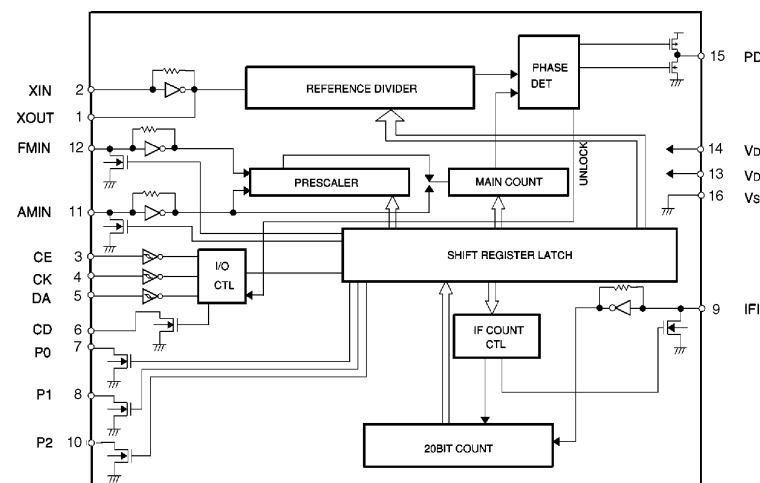 XIN 2
REFERENCE DIVIDER
PHASE DET
15 PD
XOUT 1
FMIN 12
14 VD
UNLOCK
13 VD
PRESCALER
MAIN COUNT
16 VS
AMIN 11
SHIFT REGISTER LATCH
CE 3
I/O CTL
CK 4
DA 5
CD 6
9 IFI
IF COUNT CTL
P0 7
P1 8
P2 10
20BIT COUNT